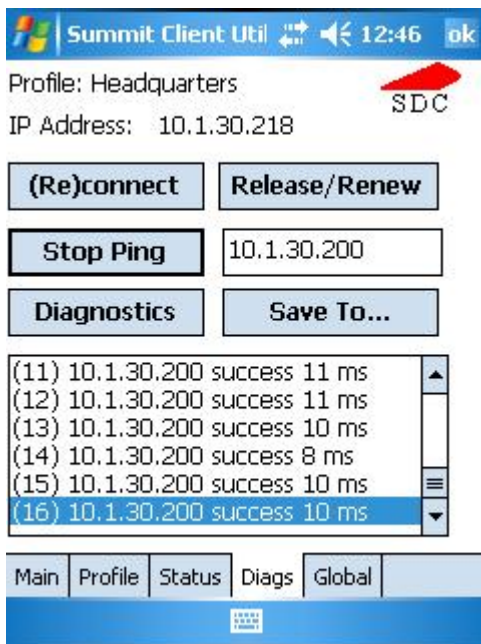 Summit Client Util 12:46 ok
Profile: Headquarters
SDC
IP Address: 10.1.30.218
(Re)connect Release/Renew
Stop Ping 10.1.30.200
Diagnostics Save To...
(11) 10.1.30.200 success 11 ms
(12) 10.1.30.200 success 11 ms
(13) 10.1.30.200 success 10 ms
(14) 10.1.30.200 success 8 ms
(15) 10.1.30.200 success 10 ms
(16) 10.1.30.200 success 10 ms
Main Profile Status Diags Global